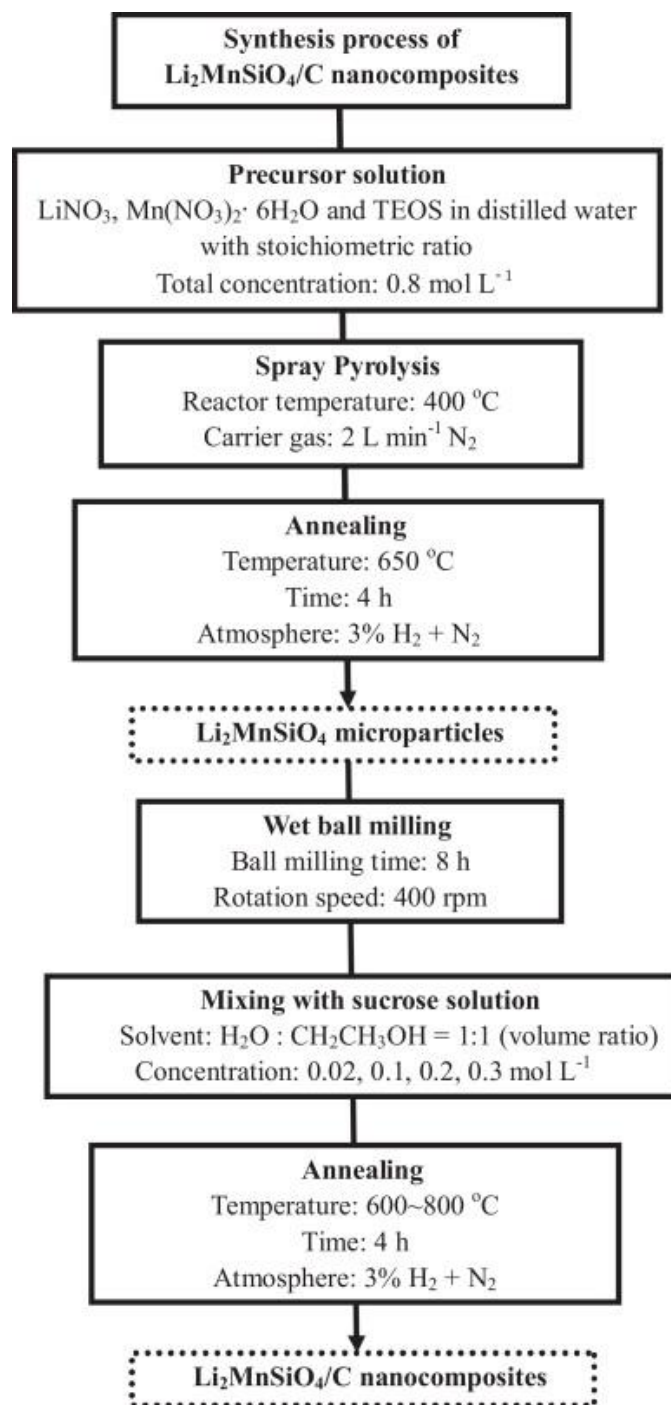 Synthesis process of
Li₂MnSiO₄/C nanocomposites
Precursor solution
LiNO₃, Mn(NO₃)₂· 6H₂O and TEOS in distilled water
with stoichiometric ratio
Total concentration: 0.8 mol L⁻¹
Spray Pyrolysis
Reactor temperature: 400 °C
Carrier gas: 2 L min⁻¹ N₂
Annealing
Temperature: 650 °C
Time: 4 h
Atmosphere: 3% H₂ + N₂
Li₂MnSiO₄ microparticles
Wet ball milling
Ball milling time: 8 h
Rotation speed: 400 rpm
Mixing with sucrose solution
Solvent: H₂O : CH₂CH₃OH = 1:1 (volume ratio)
Concentration: 0.02, 0.1, 0.2, 0.3 mol L⁻¹
Annealing
Temperature: 600~800 °C
Time: 4 h
Atmosphere: 3% H₂ + N₂
Li₂MnSiO₄/C nanocomposites